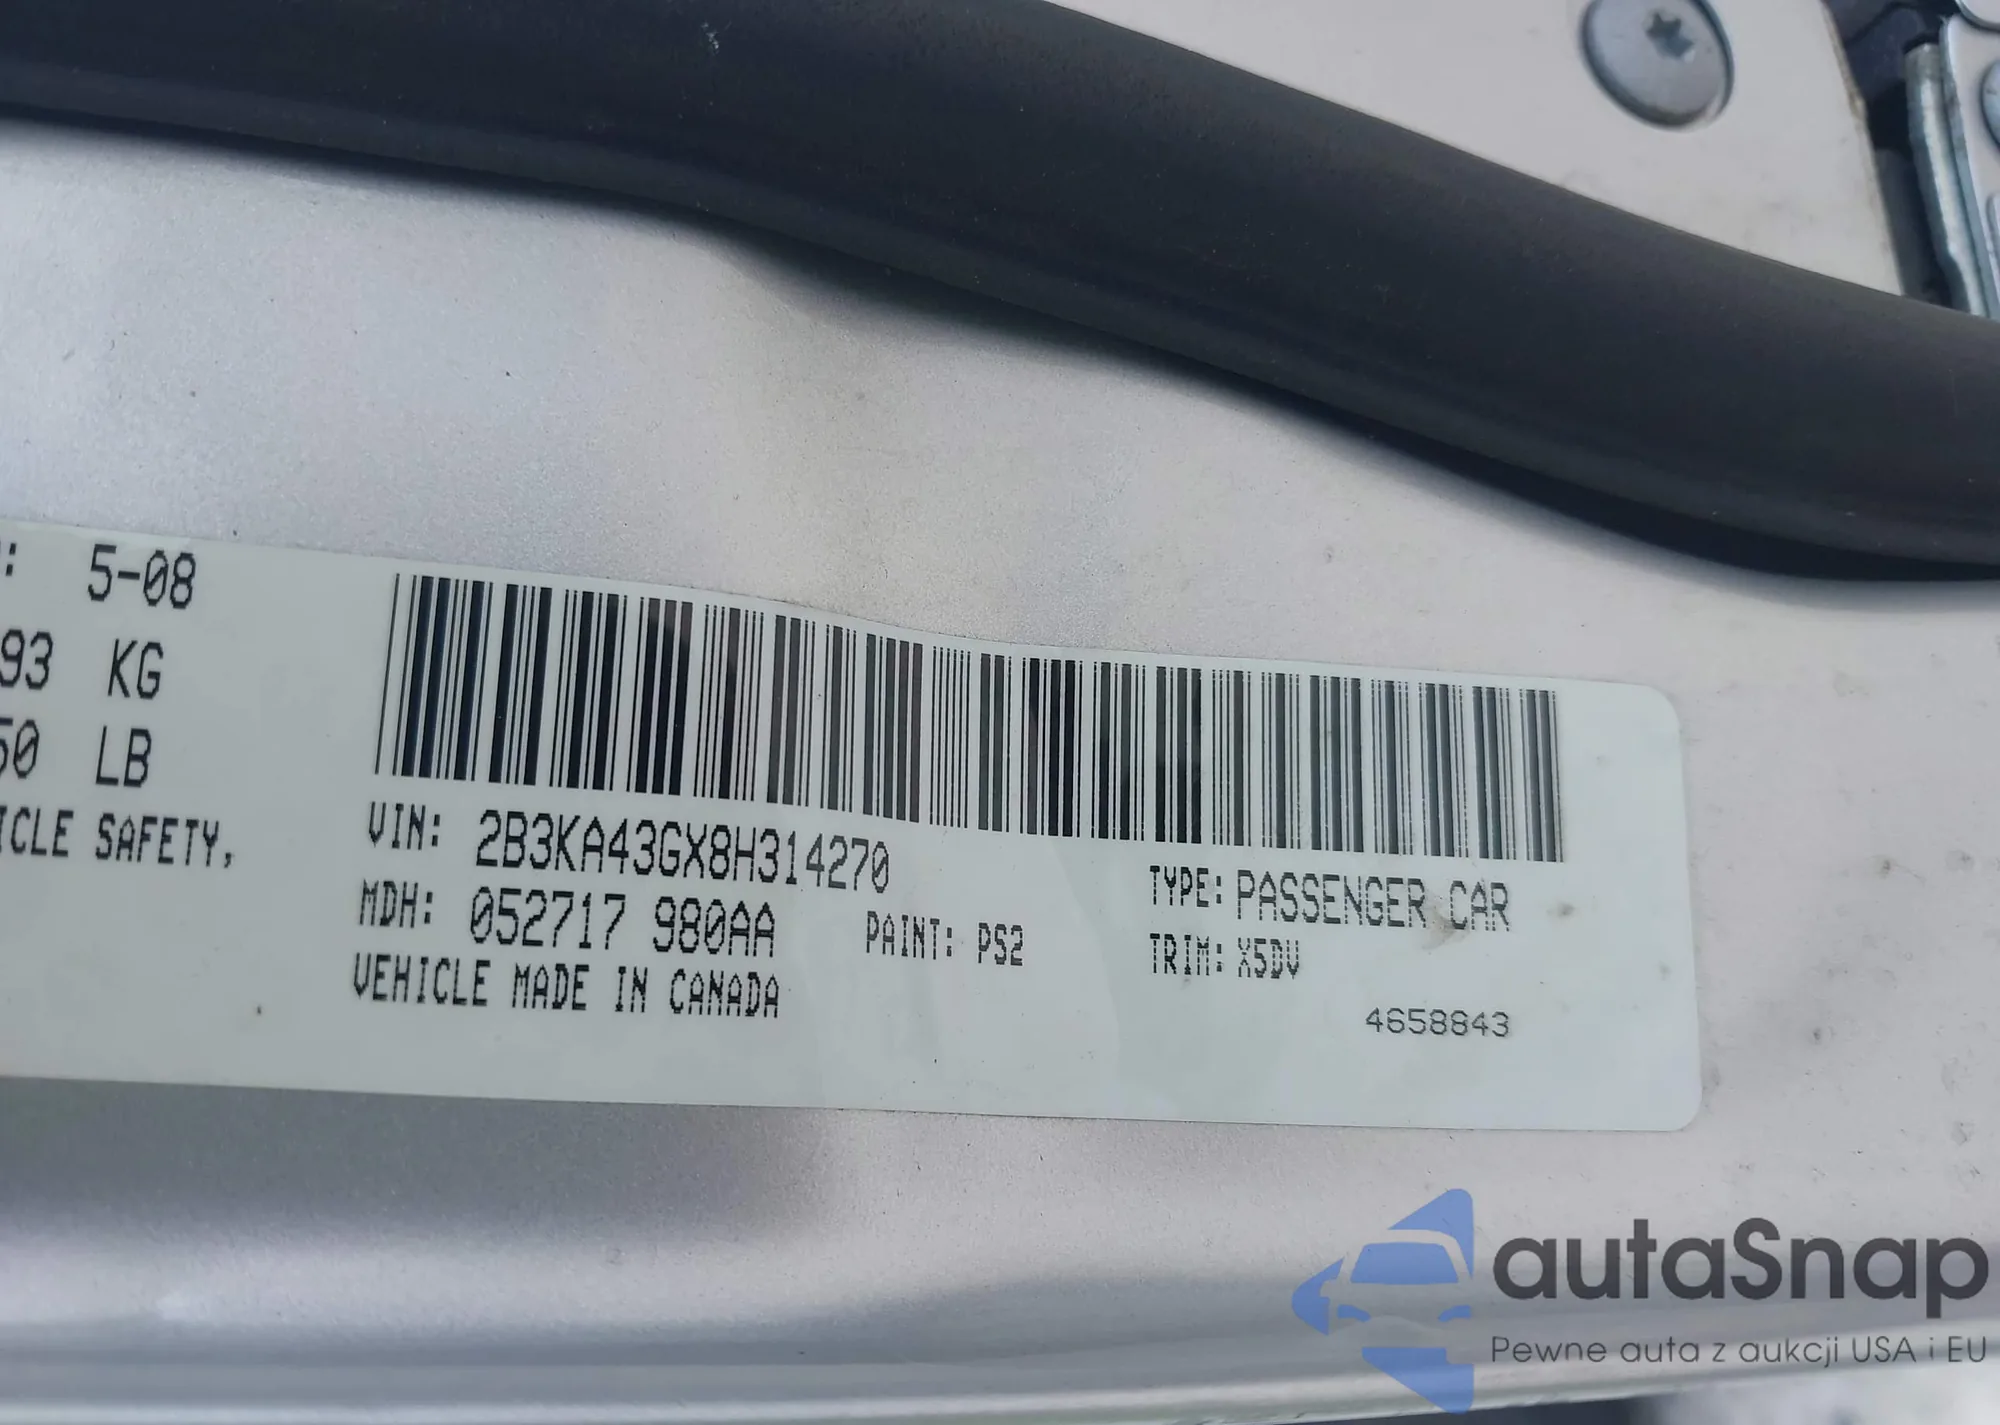 : 5-08
93 KG
50 LB
ICLE SAFETY,
VIN: 2B3KA43GX8H314270
MDH: 052717 980AA
PAINT: PS2
VEHICLE MADE IN CANADA
TYPE: PASSENGER CAR
TRIM: X5DV
4658843
autaSnap
Pewne auta z aukcji USA i EU